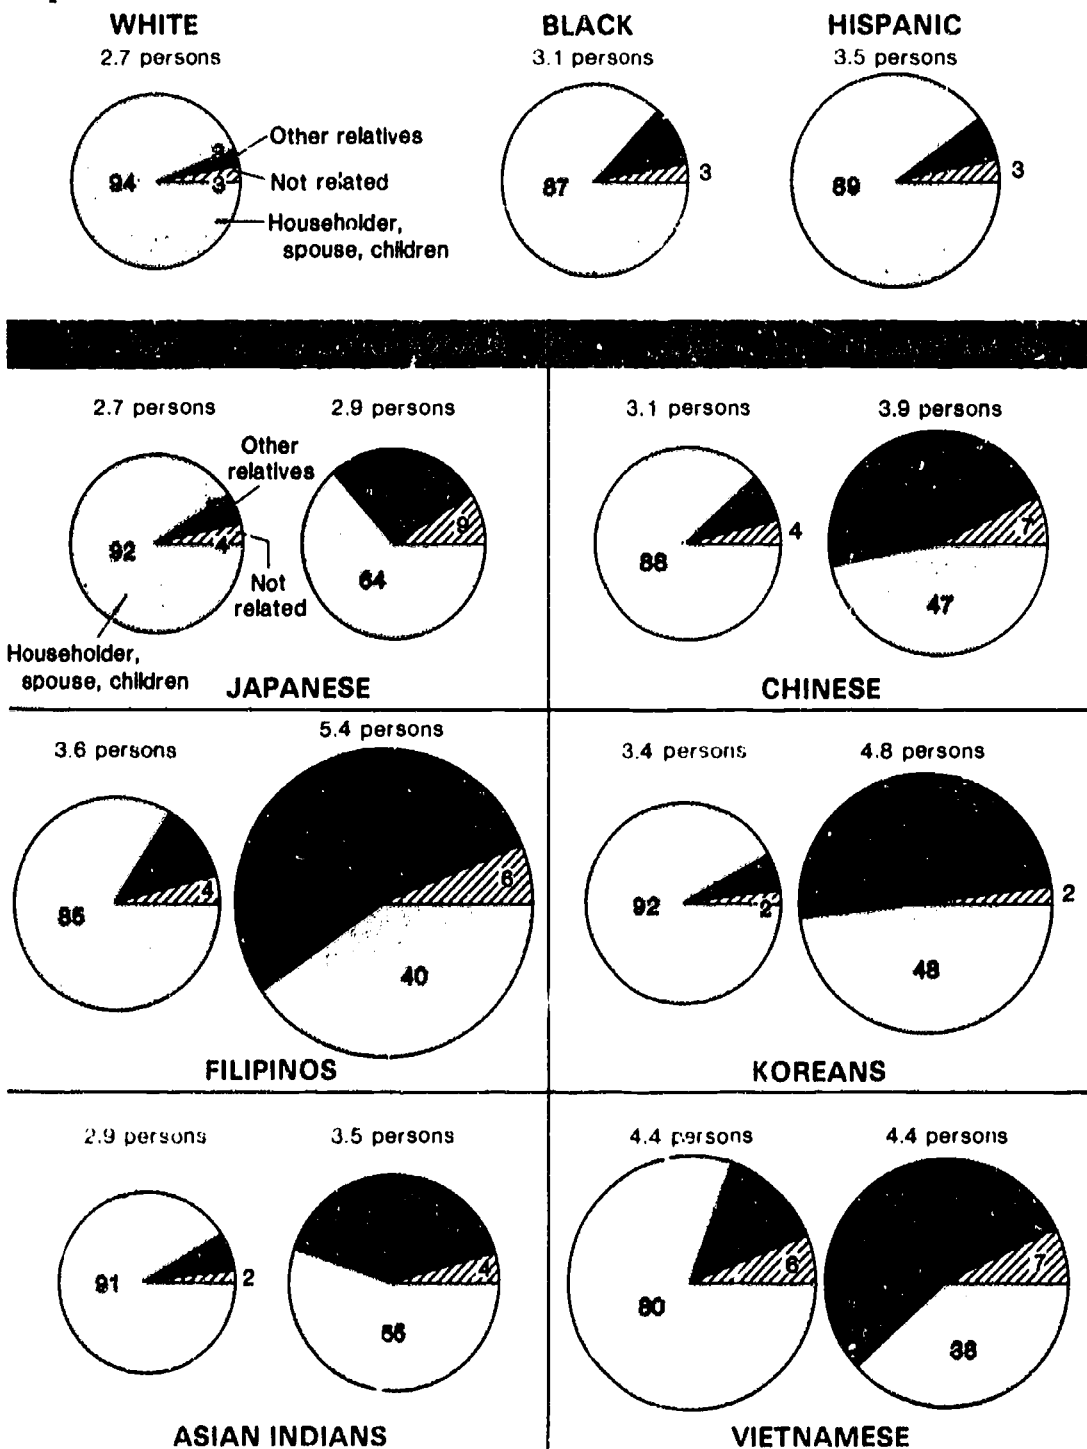 WHITE
2.7 persons
BLACK
3.1 persons
HISPANIC
3.5 persons
3
Other relatives
94
3
Not related
Householder,
spouse, children
87
3
89
3
2.7 persons
2.9 persons
Other
relatives
92
4
Not
related
Householder,
spouse, children
9
64
JAPANESE
3.1 persons
3.9 persons
88
4
7
47
CHINESE
3.6 persons
5.4 persons
4
6
40
FILIPINOS
3.4 persons
4.8 persons
92
2
2
48
KOREANS
2.9 persons
3.5 persons
91
2
4
ASIAN INDIANS
4.4 persons
4.4 persons
80
6
7
38
VIETNAMESE